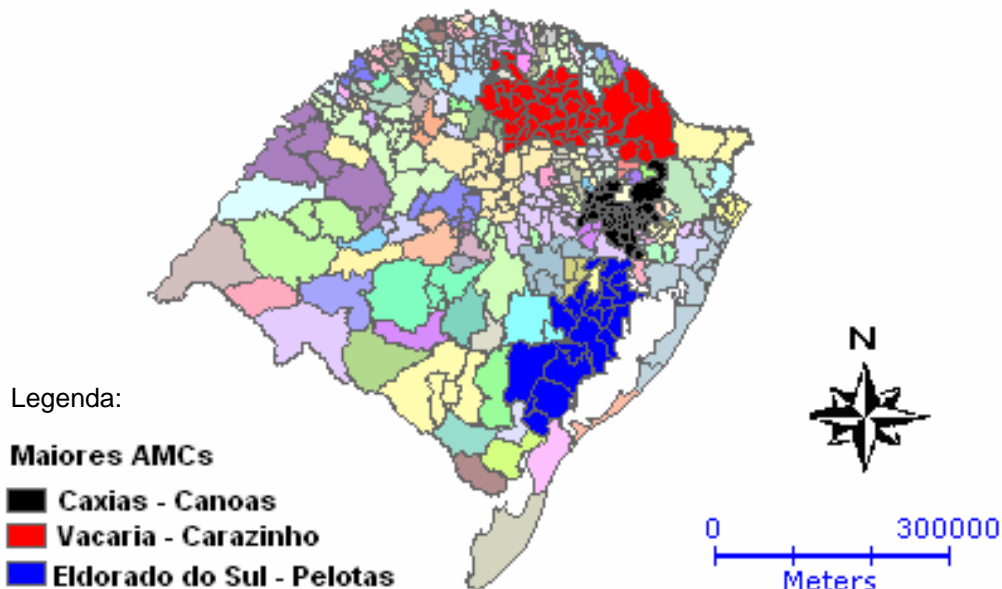 N
Legenda:
Maiores AMCs
Caxias - Canoas
Vacaria - Carazinho
Eldorado do Sul - Pelotas
0 300000
Meters